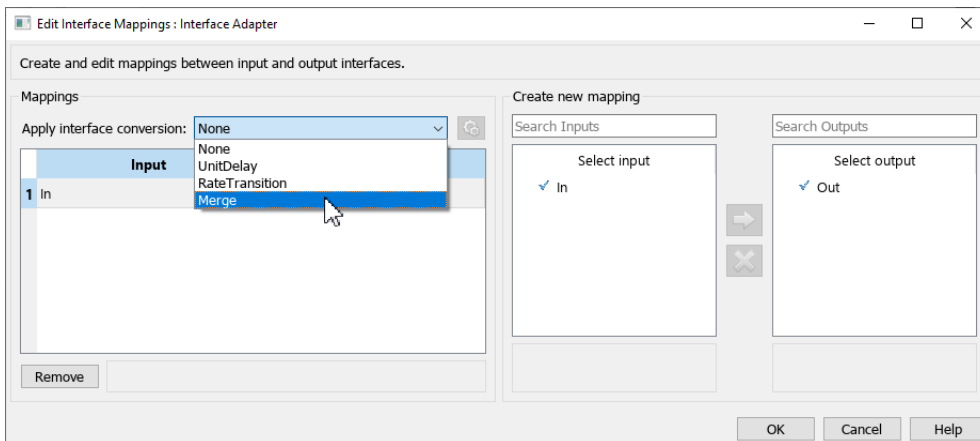 Edit Interface Mappings : Interface Adapter
Create and edit mappings between input and output interfaces.
Mappings
Apply interface conversion: None
None
UnitDelay
RateTransition
Merge
Input
1 In
Remove
Create new mapping
Search Inputs
Search Outputs
Select input
Select output
In
Out
OK
Cancel
Help